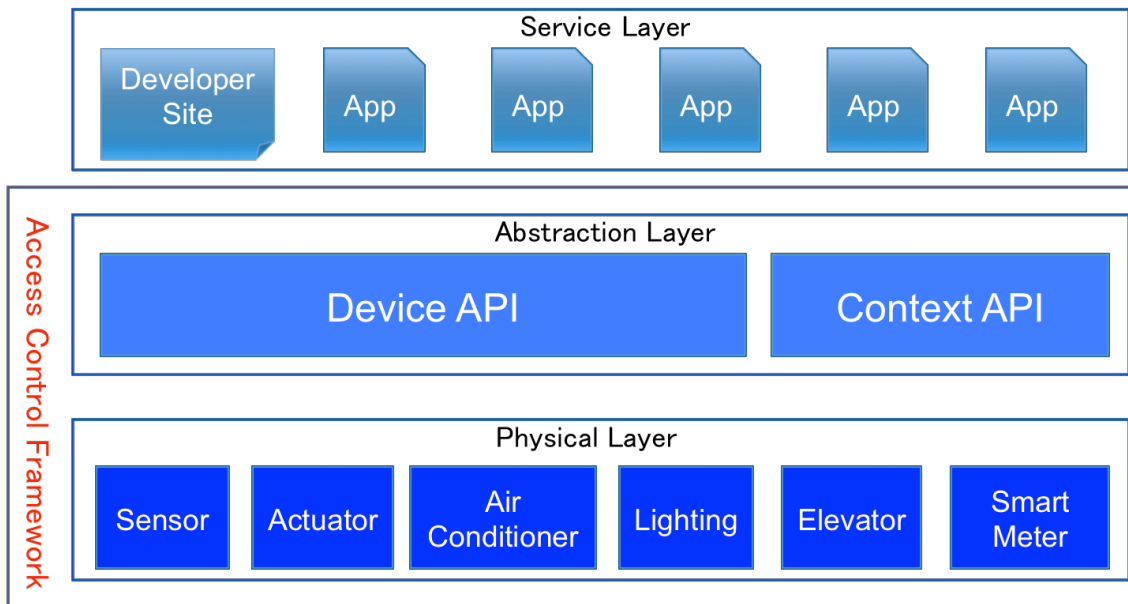 Service Layer
Developer
Site
App
App
App
App
App
Access Control Framework
Abstraction Layer
Device API
Context API
Physical Layer
Sensor
Actuator
Air
Conditioner
Lighting
Elevator
Smart
Meter